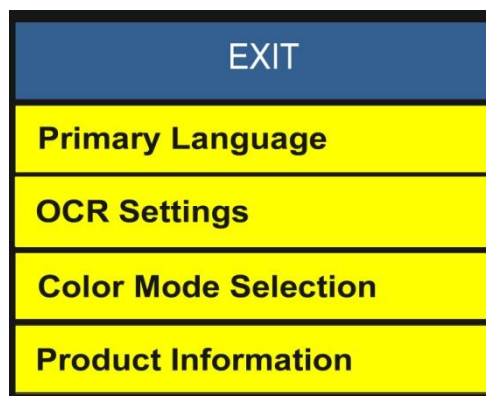 EXIT
Primary Language
OCR Settings
Color Mode Selection
Product Information